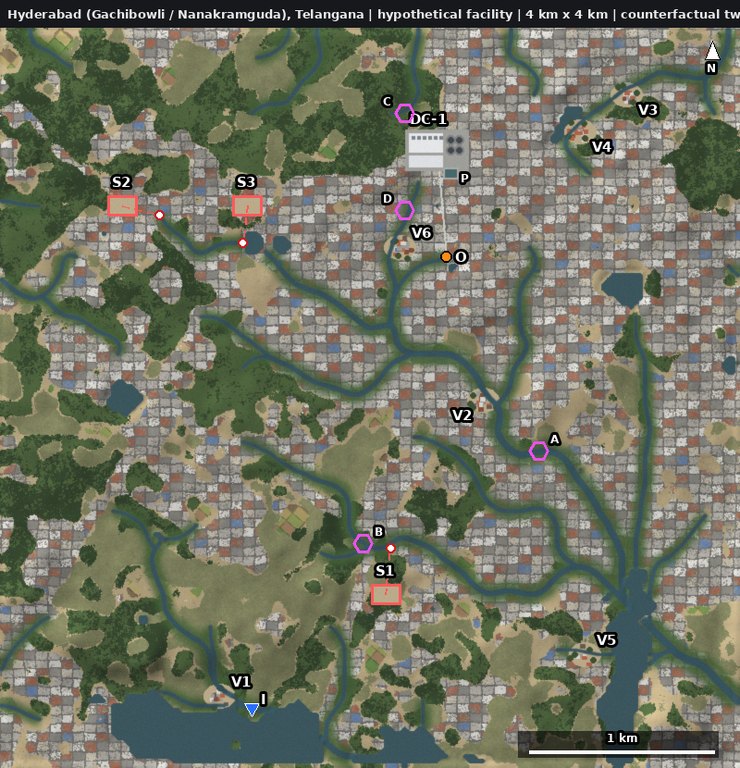 Hyderabad (Gachibowli / Nanakramguda), Telangana | hypothetical facility | 4 km x 4 km | counterfactual tw
N
C
DC-1
V3
V4
P
S2
S3
D
V6
O
V2
A
B
S1
V5
V1
I
1 km